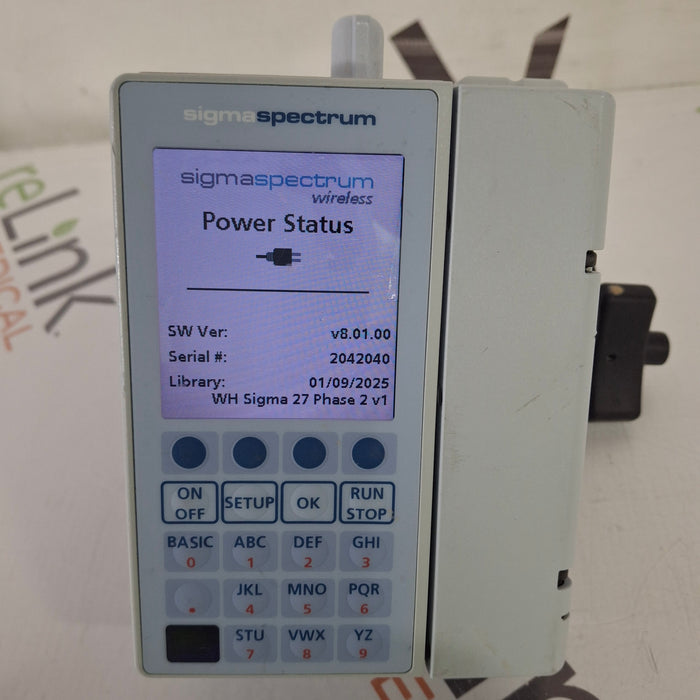 reLink
MEDICAL
sigmaspectrum
sigmaspectrum
wireless
Power Status
SW Ver: v8.01.00
Serial #: 2042040
Library: 01/09/2025
WH Sigma 27 Phase 2 v1
ON OFF
SETUP
OK
RUN STOP
BASIC 0
ABC 1
DEF 2
GHI 3
.
JKL 4
MNO 5
PQR 6
STU 7
VWX 8
YZ 9